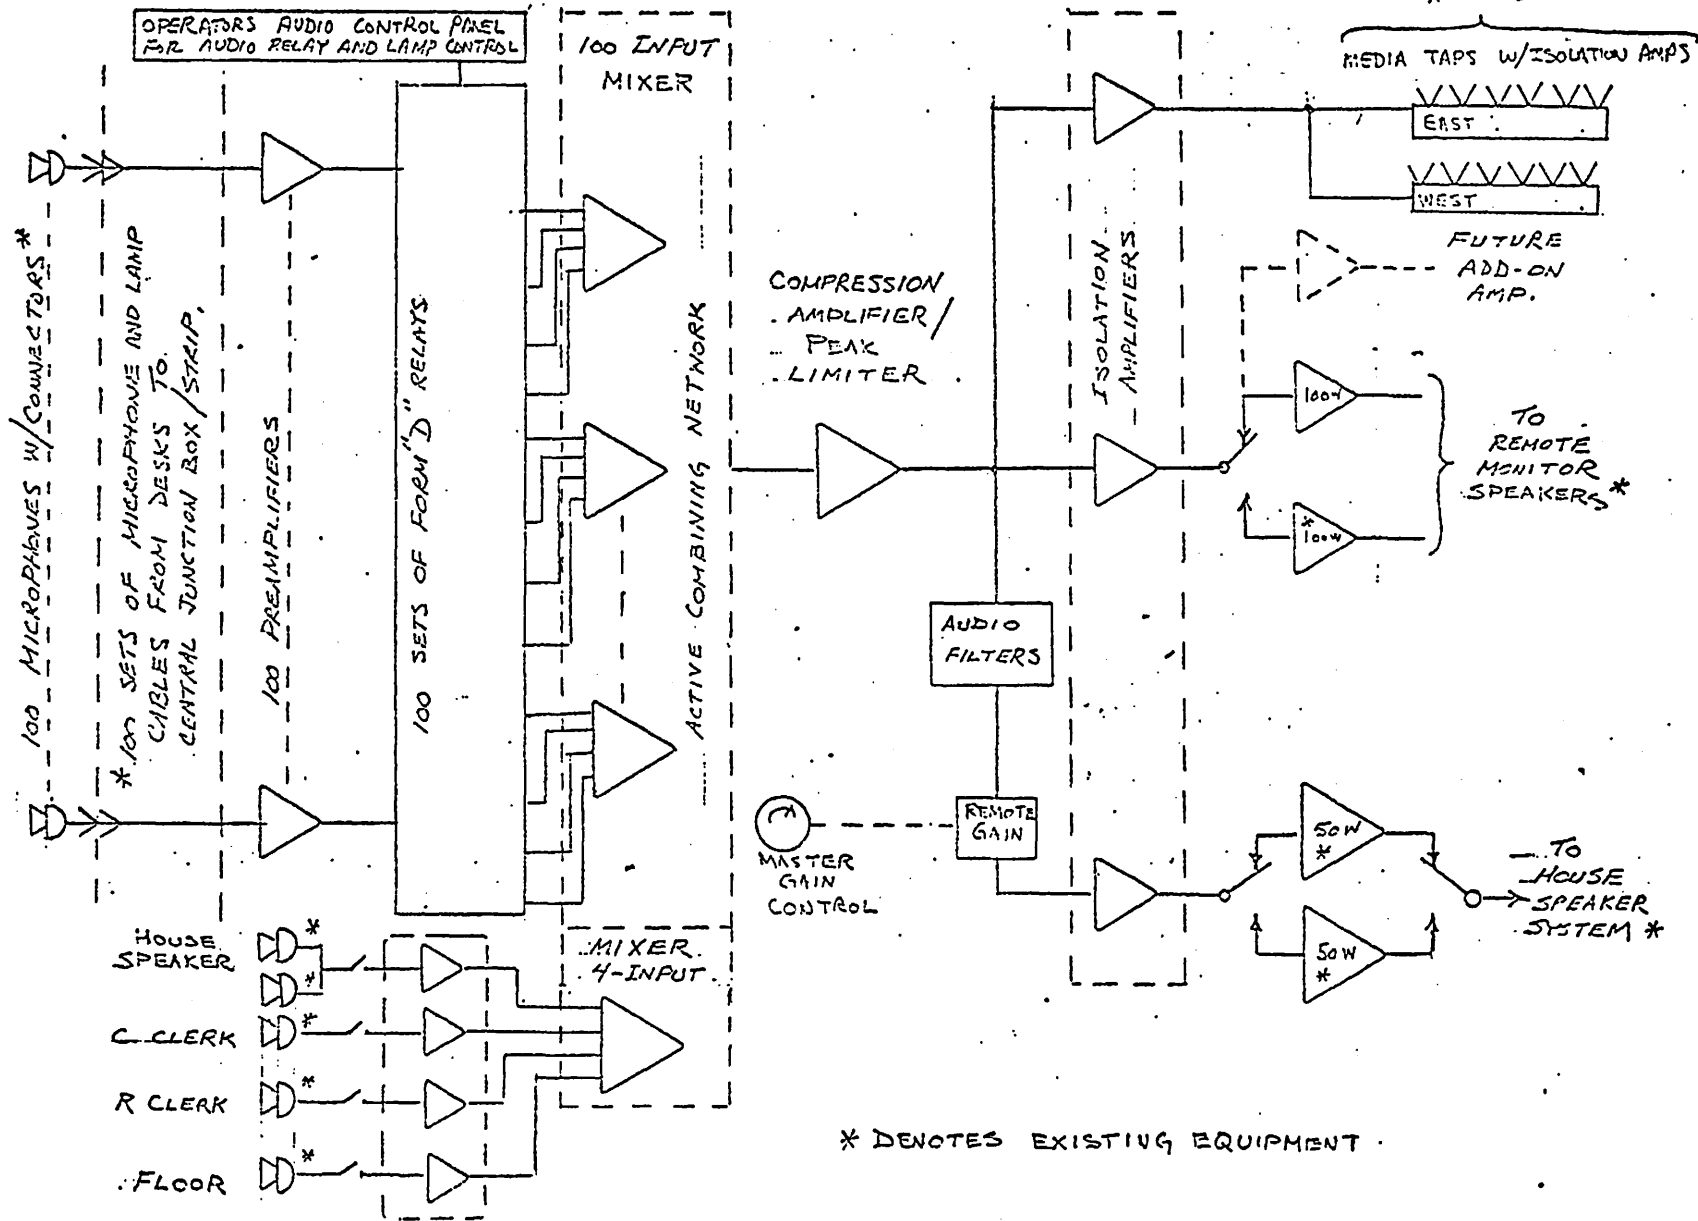 OPERATORS AUDIO CONTROL PANEL
FOR AUDIO RELAY AND LAMP CONTROL
100 INPUT
MIXER
MEDIA TAPS W/ISOLATION AMPS
EAST
WEST
FUTURE
ADD-ON
AMP.
100 MICROPHONES W/CONNECTORS*
*100 SETS OF MICROPHONE AND LAMP
CABLES FROM DESKS TO
CENTRAL JUNCTION BOX/STRIP.
100 PREAMPLIFIERS
100 SETS OF FORM "D" RELAYS
ACTIVE COMBINING NETWORK
COMPRESSION
AMPLIFIER/
PEAK
LIMITER
ISOLATION
AMPLIFIERS
100W
*
100W
TO
REMOTE
MONITOR
SPEAKERS*
AUDIO
FILTERS
REMOTE
GAIN
MASTER
GAIN
CONTROL
50W
*
50W
*
TO
HOUSE
SPEAKER
SYSTEM *
HOUSE
SPEAKER
*
*
MIXER
4-INPUT
C CLERK
*
R CLERK
*
FLOOR
*
* DENOTES EXISTING EQUIPMENT.